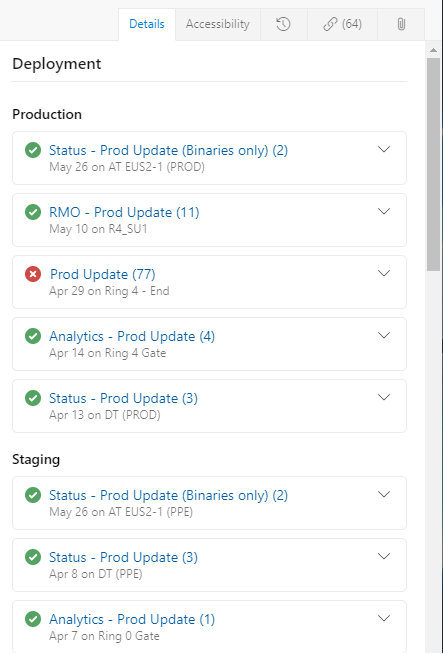 Details
Accessibility
(64)
Deployment
Production
Status - Prod Update (Binaries only) (2)
May 26 on AT EUS2-1 (PROD)
RMO - Prod Update (11)
May 10 on R4_SU1
Prod Update (77)
Apr 29 on Ring 4 - End
Analytics - Prod Update (4)
Apr 14 on Ring 4 Gate
Status - Prod Update (3)
Apr 13 on DT (PROD)
Staging
Status - Prod Update (Binaries only) (2)
May 26 on AT EUS2-1 (PPE)
Status - Prod Update (3)
Apr 8 on DT (PPE)
Analytics - Prod Update (1)
Apr 7 on Ring 0 Gate